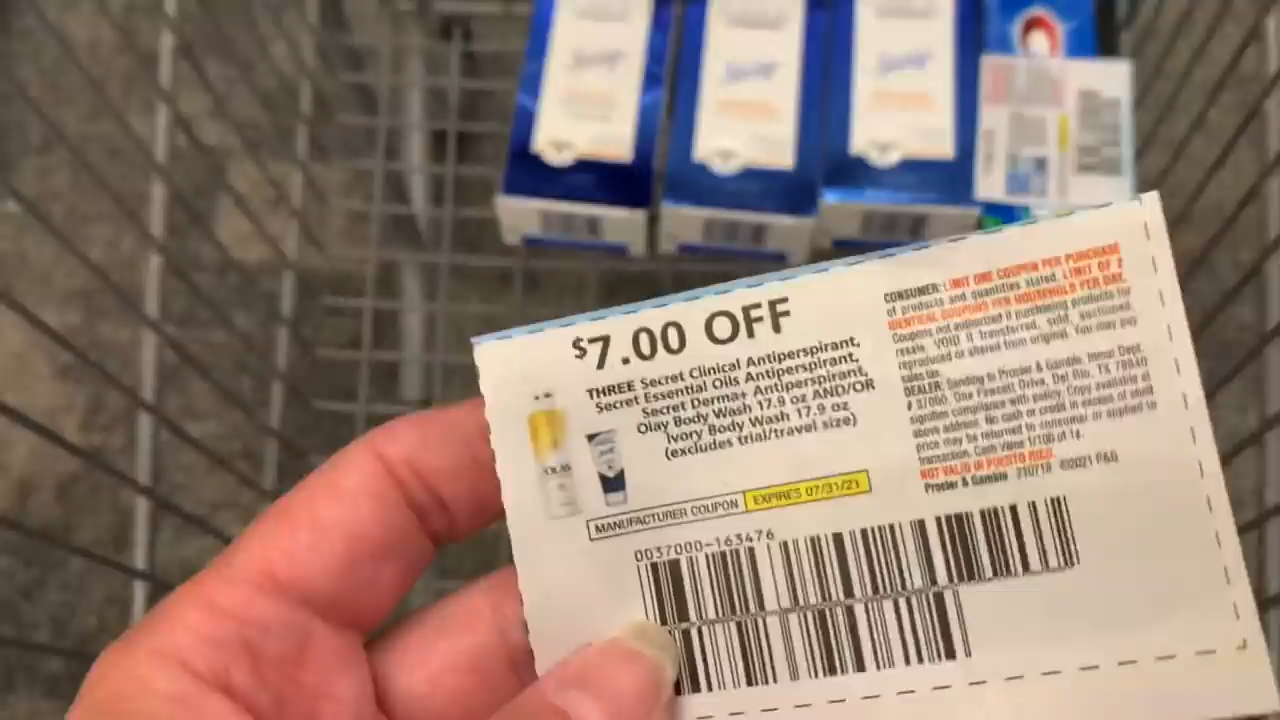 $7.00 OFF
THREE Secret Clinical Antiperspirant,
Secret Essential Oils Antiperspirant,
Secret Derma+ Antiperspirant,
Olay Body Wash 17.9 oz AND/OR
Ivory Body Wash 17.9 oz
(excludes trial/travel size)
MANUFACTURER COUPON EXPIRES 07/31/21
0037000-163476
CONSUMER: LIMIT ONE COUPON PER PURCHASE
of products and quantities stated. LIMIT OF 2
IDENTICAL COUPONS PER HOUSEHOLD PER DAY.
Coupons not authorized if purchasing products for
resale. VOID if transferred, sold, auctioned,
reproduced or altered from original. You may pay
sales tax.
DEALER: Sending to Procter & Gamble, Inmar Dept.
# 37000, One Fawcett Drive, Del Rio, TX 78840
signifies compliance with policy. Copy available at
above address. No cash or credit in excess of shelf
price may be returned to consumer or applied to
transaction. Cash Value 1/100 of 1¢.
NOT VALID IN PUERTO RICO.
Procter & Gamble ©2021 P&G